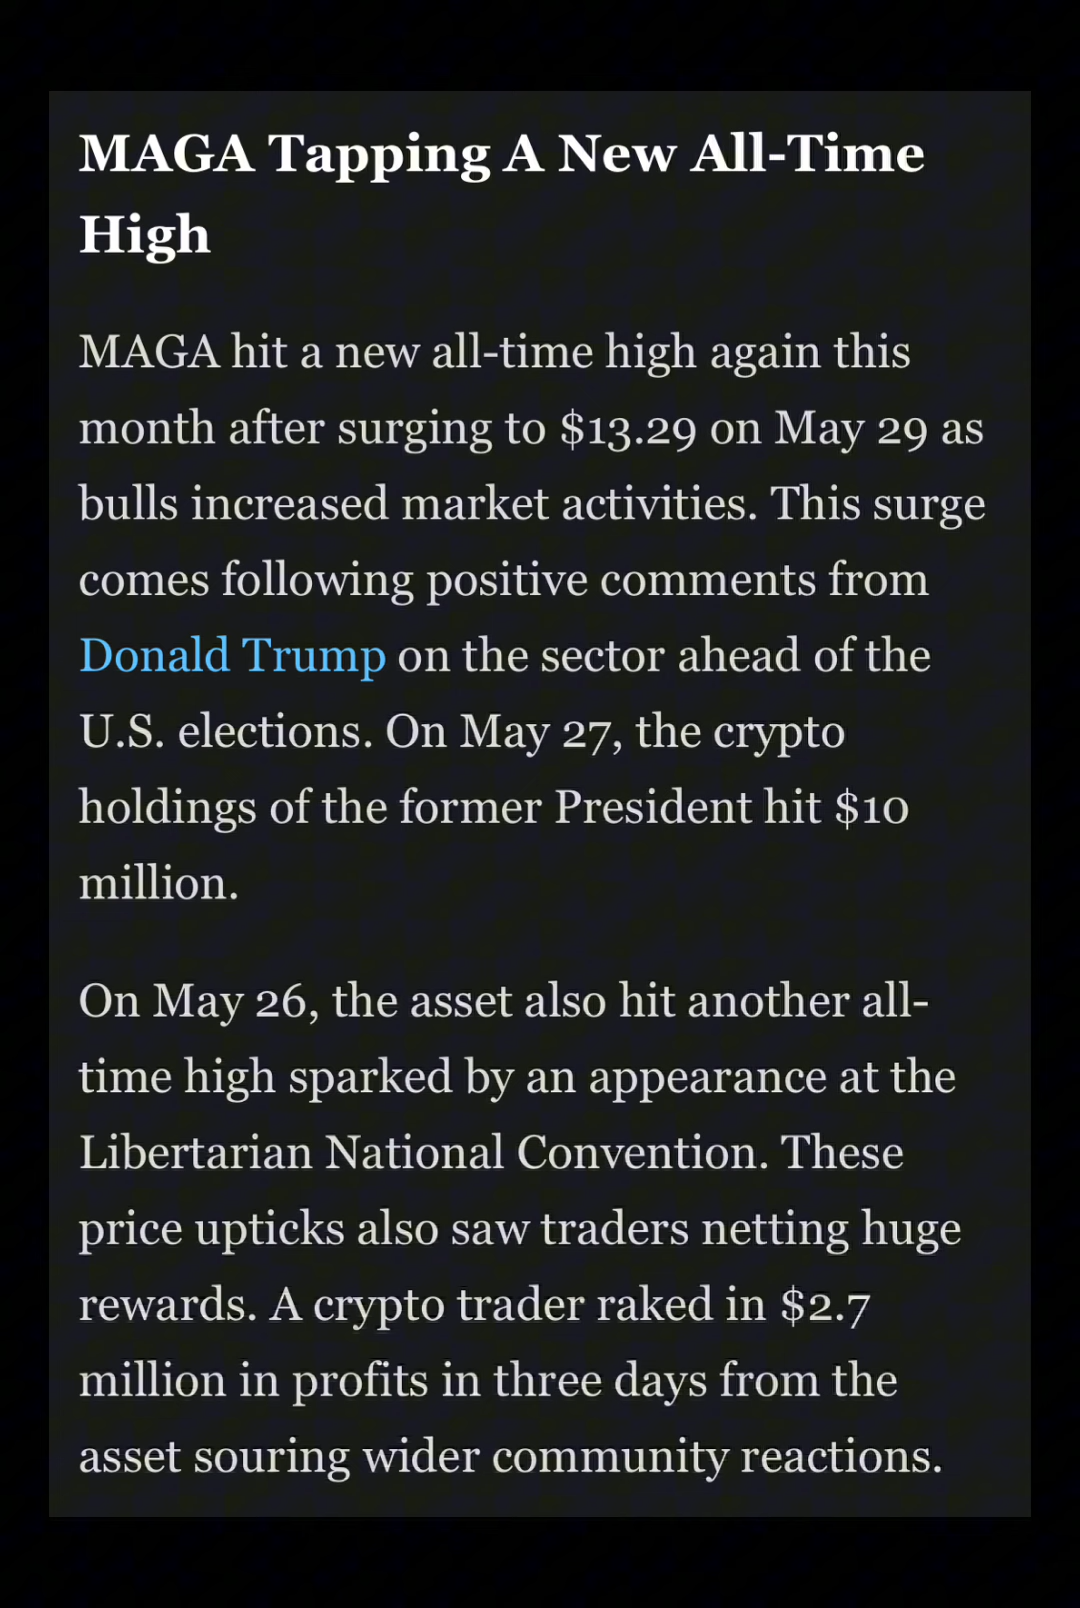 MAGA Tapping A New All-Time
High
MAGA hit a new all-time high again this
month after surging to $13.29 on May 29 as
bulls increased market activities. This surge
comes following positive comments from
Donald Trump on the sector ahead of the
U.S. elections. On May 27, the crypto
holdings of the former President hit $10
million.
On May 26, the asset also hit another all-
time high sparked by an appearance at the
Libertarian National Convention. These
price upticks also saw traders netting huge
rewards. A crypto trader raked in $2.7
million in profits in three days from the
asset souring wider community reactions.